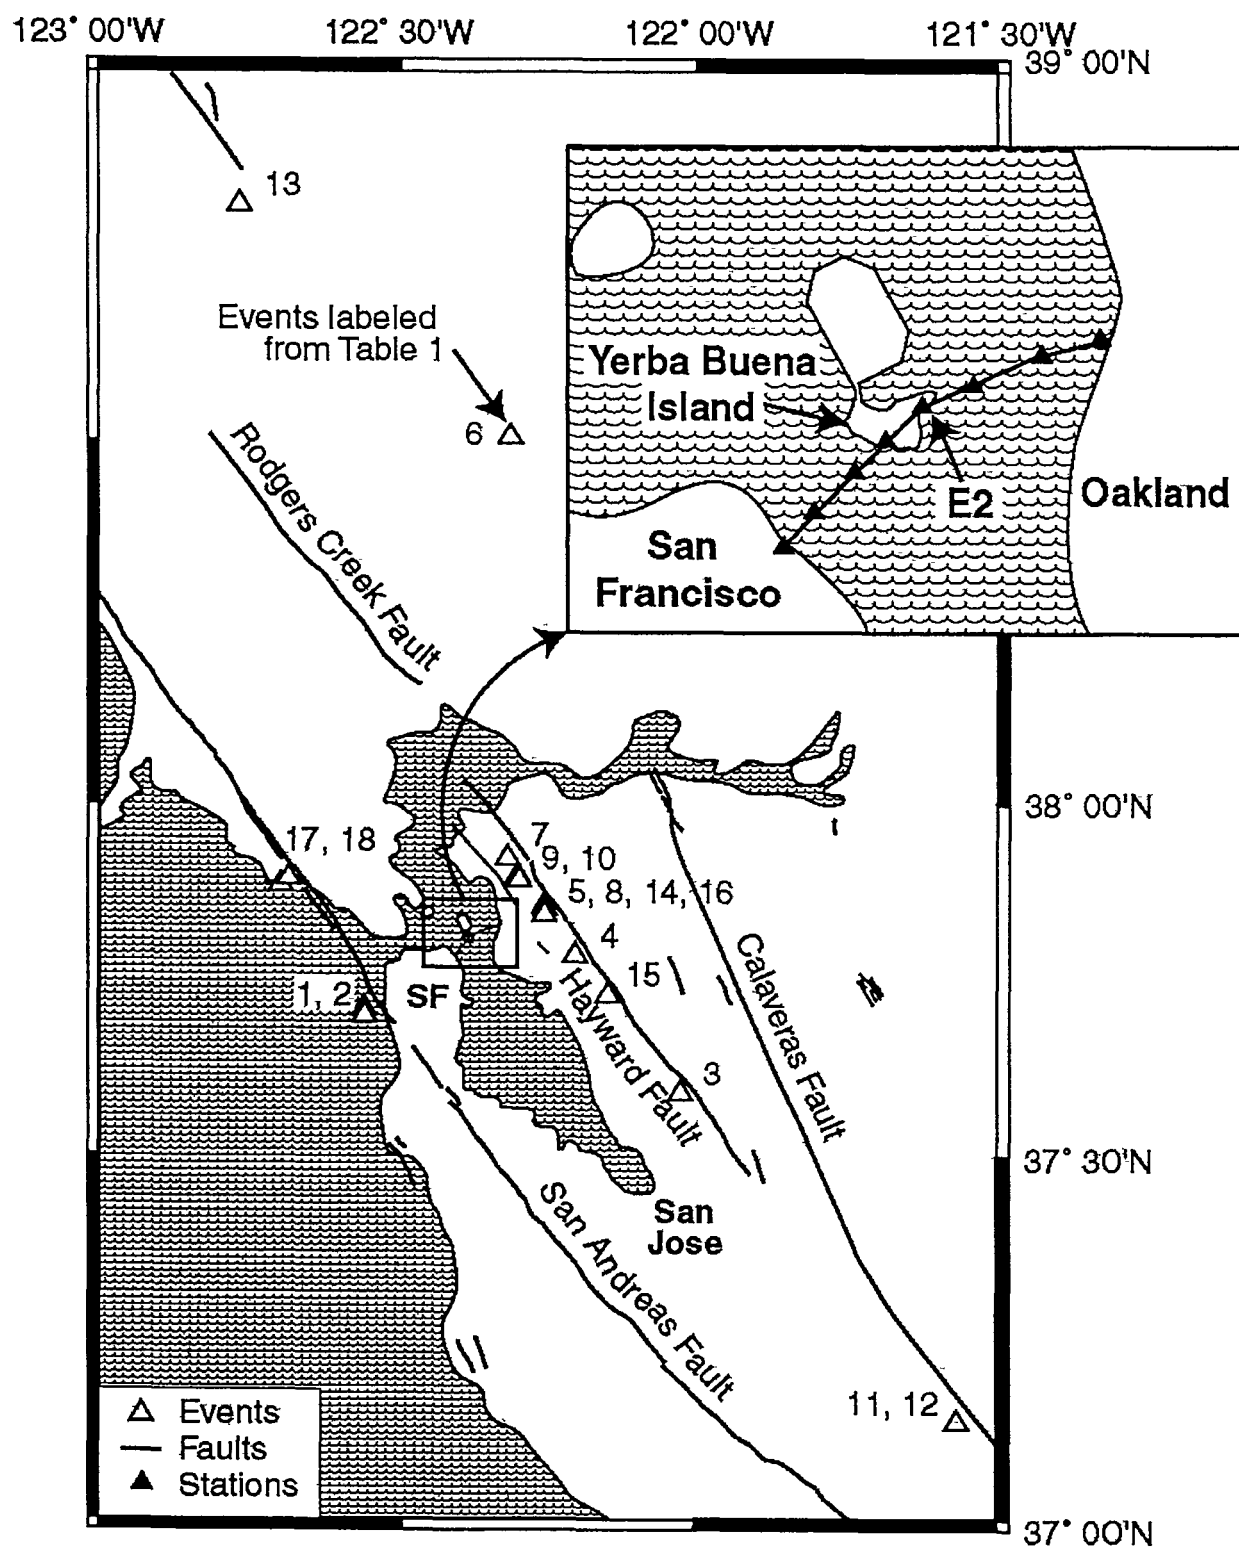 123° 00'W
122° 30'W
122° 00'W
121° 30'W
39° 00'N
13
Events labeled
from Table 1
6
Yerba Buena
Island
E2
Oakland
San
Francisco
Rodgers Creek Fault
38° 00'N
17, 18
7
9, 10
5, 8, 14, 16
4
15
1, 2
SF
Hayward Fault
Calaveras Fault
3
37° 30'N
San
Jose
San Andreas Fault
11, 12
Events
Faults
Stations
37° 00'N